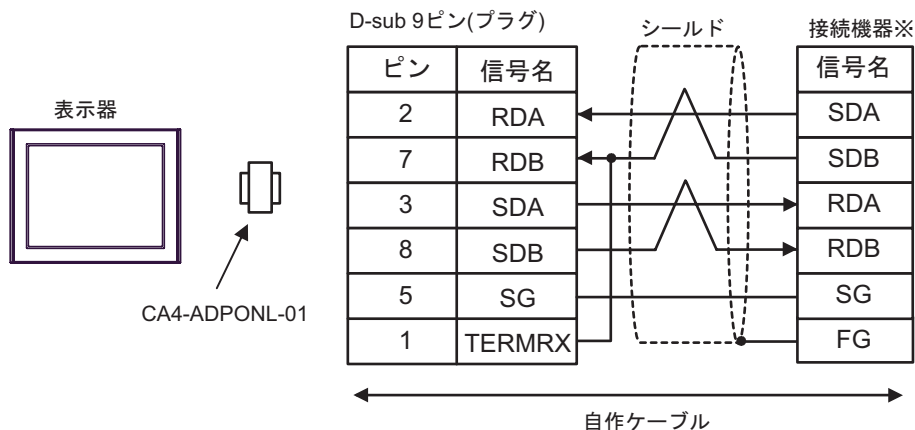 D-sub 9ピン(プラグ)
シールド
接続機器※
ピン 信号名 信号名
表示器
2 RDA SDA
7 RDB SDB
3 SDA RDA
8 SDB RDB
5 SG SG
1 TERMRX FG
CA4-ADPONL-01
自作ケーブル